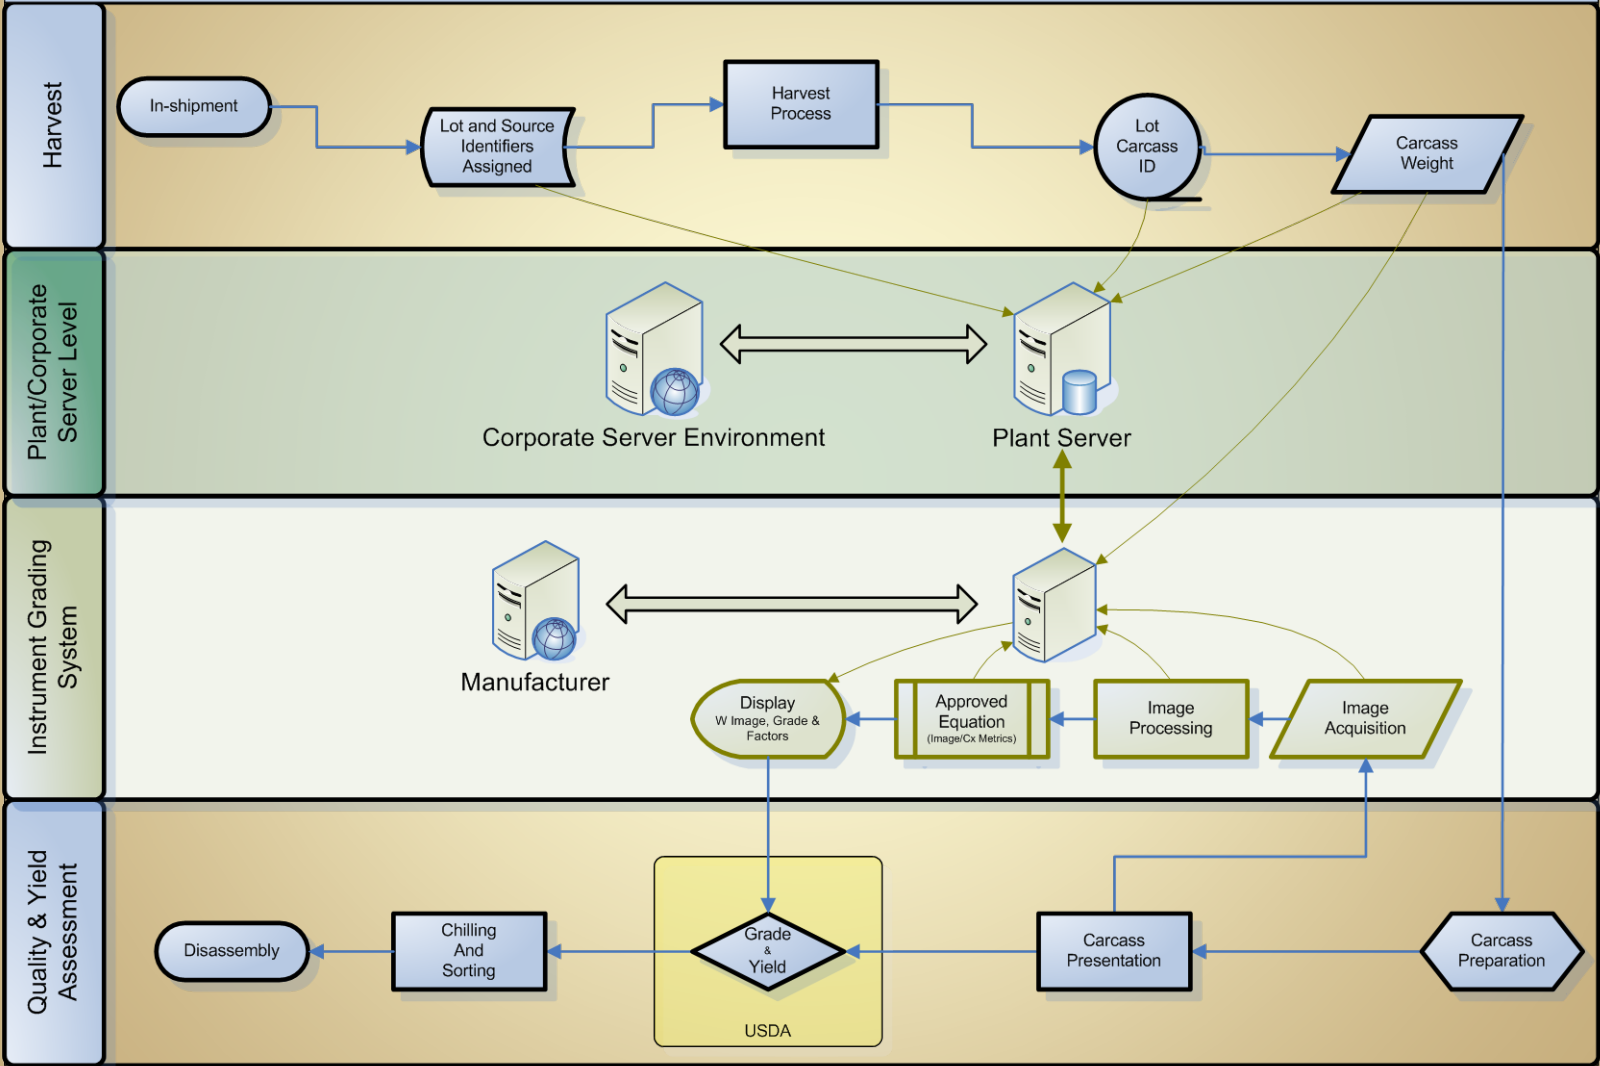 Harvest
In-shipment
Lot and Source
Identifiers
Assigned
Harvest
Process
Lot
Carcass
ID
Carcass
Weight
Plant/Corporate
Server Level
Corporate Server Environment
Plant Server
Instrument Grading
System
Manufacturer
Display
W Image, Grade &
Factors
Approved
Equation
(Image/Cx Metrics)
Image
Processing
Image
Acquisition
Quality & Yield
Assessment
Disassembly
Chilling
And
Sorting
Grade
&
Yield
USDA
Carcass
Presentation
Carcass
Preparation